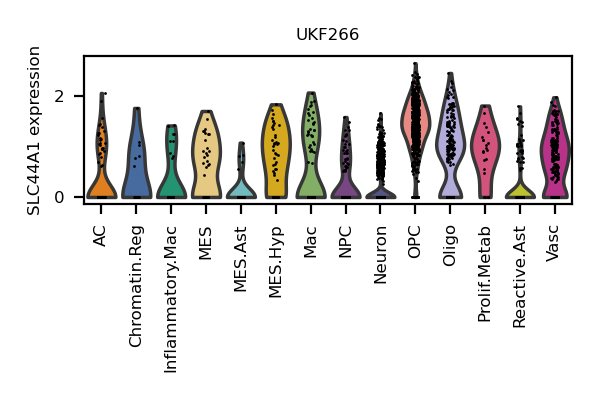 UKF266
SLC44A1 expression
2
0
AC
Chromatin.Reg
Inflammatory.Mac
MES
MES.Ast
MES.Hyp
Mac
NPC
Neuron
OPC
Oligo
Prolif.Metab
Reactive.Ast
Vasc